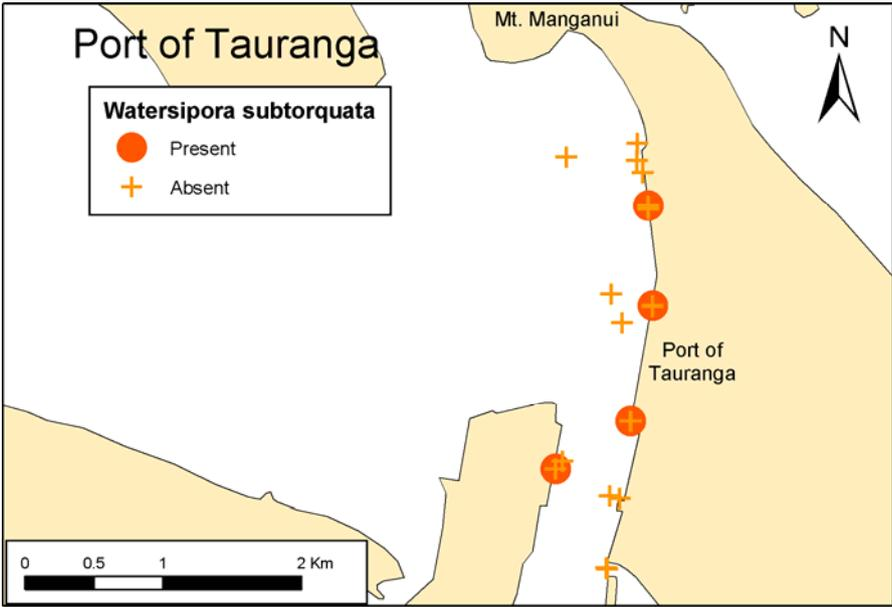 Mt. Manganui
Port of Tauranga
N
Watersipora subtorquata
Present
Absent
Port of
Tauranga
0 0.5 1 2 Km